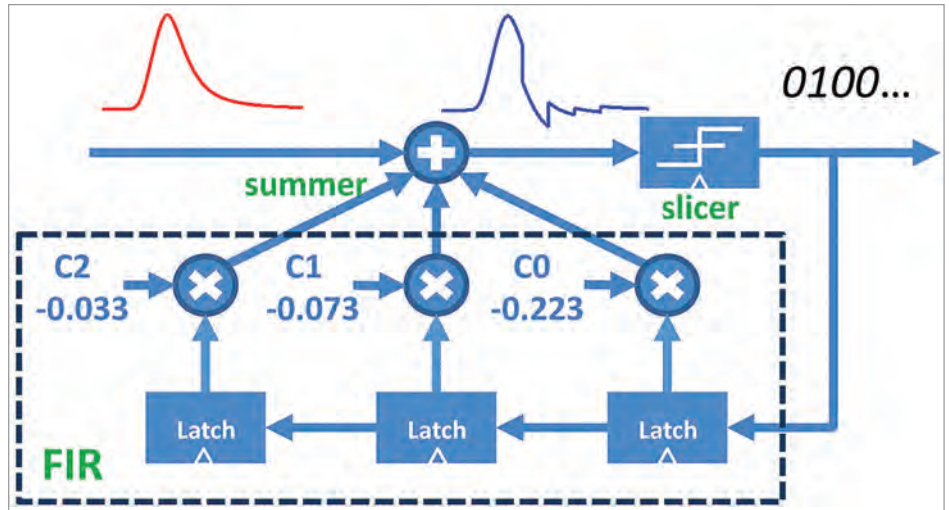 0100...
summer
slicer
C2
-0.033
C1
-0.073
C0
-0.223
Latch
Latch
Latch
FIR